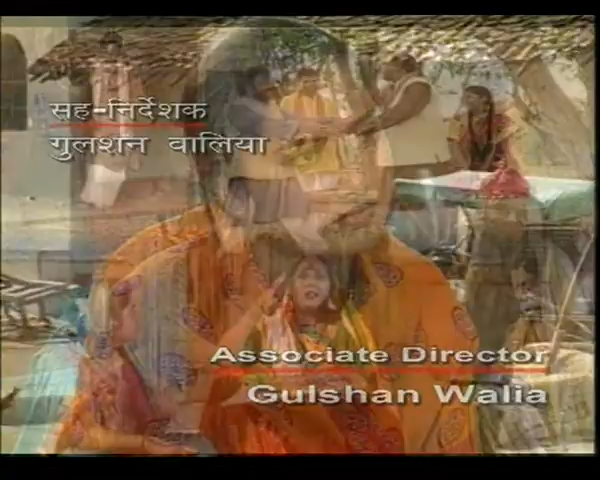 सह-निर्देशक
गुलशन वालिया
Associate Director
Gulshan Walia